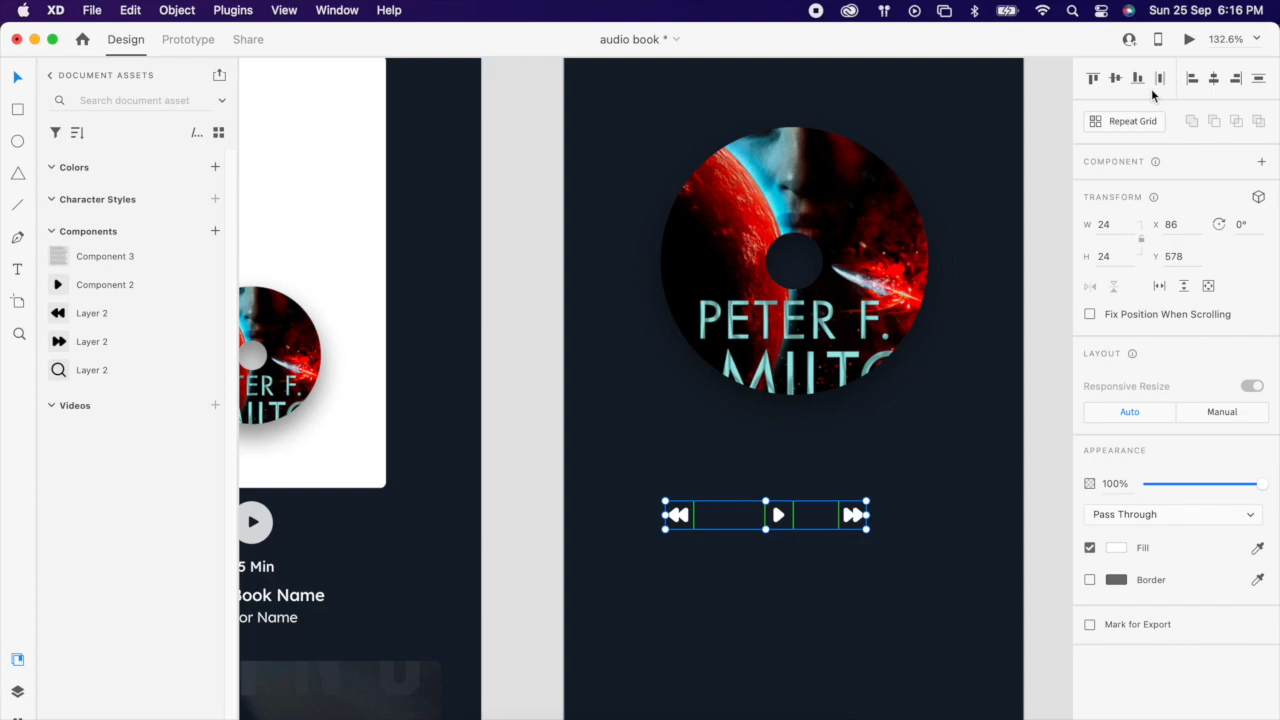 XD File Edit Object Plugins View Window Help
Sun 25 Sep 6:16 PM
Design Prototype Share
audio book *
132.6%
DOCUMENT ASSETS
Search document asset
/...
Colors
Character Styles
Components
Component 3
Component 2
Layer 2
Layer 2
Layer 2
Videos
5 Min
Book Name
or Name
PETER F.
Repeat Grid
COMPONENT
TRANSFORM
W 24 X 86 0°
H 24 Y 578
Fix Position When Scrolling
LAYOUT
Responsive Resize
Auto Manual
APPEARANCE
100%
Pass Through
Fill
Border
Mark for Export